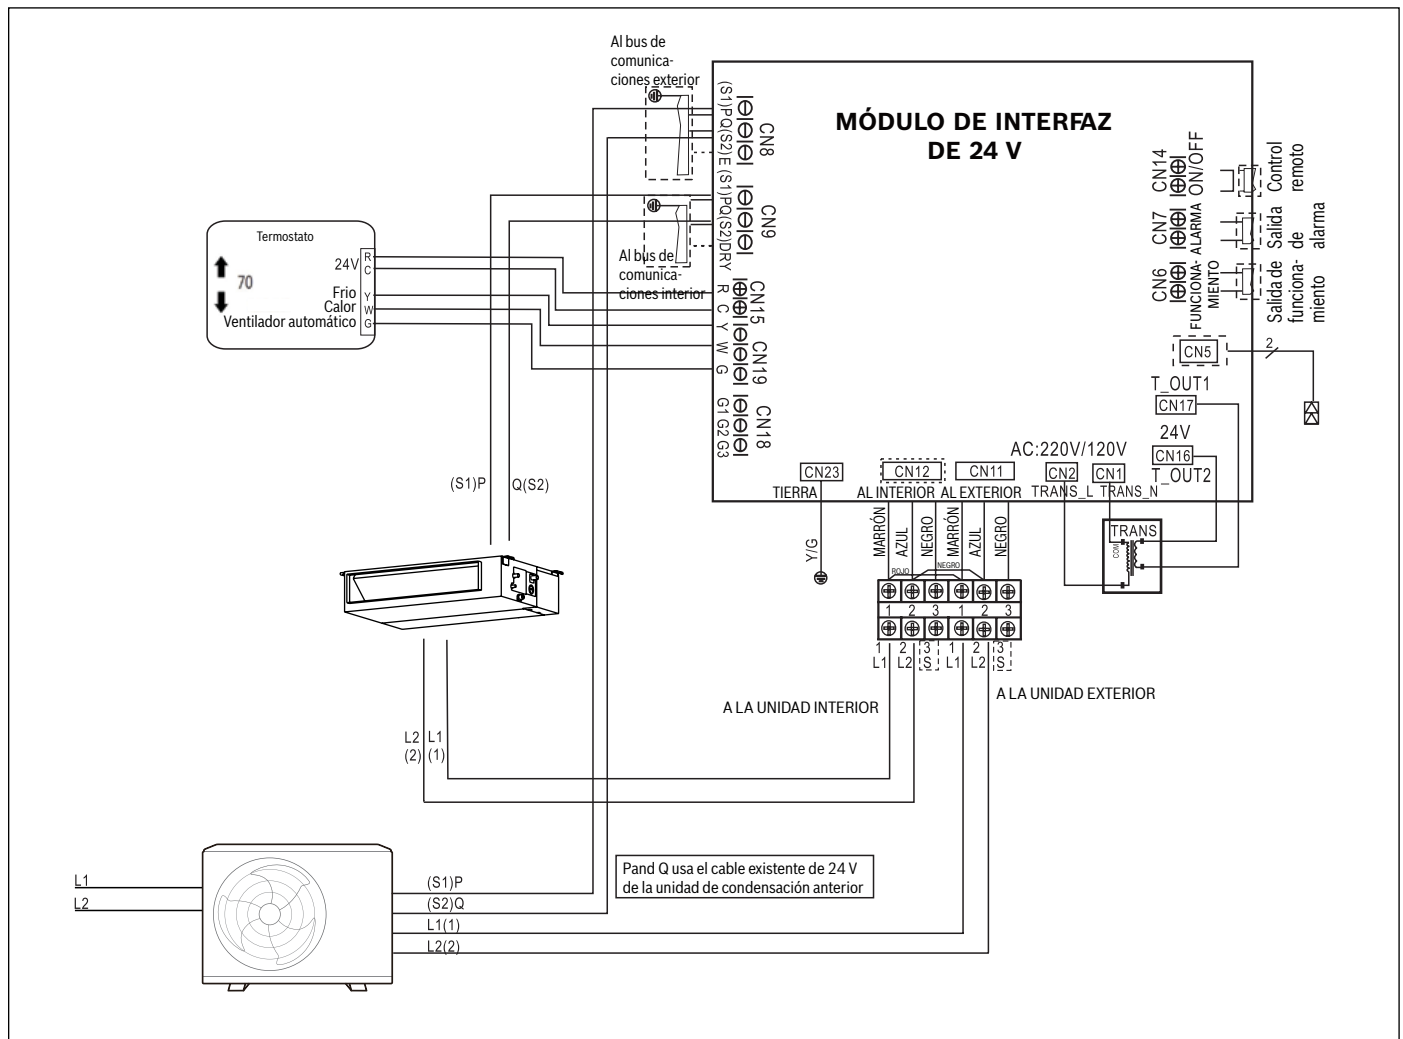 Al bus de
comunica-
ciones exterior
MÓDULO DE INTERFAZ
DE 24 V
(S1)PQ(S2)E
CN8
(S1)PQ(S2)DRY
CN9
Al bus de
comunica-
ciones interior
R C
CN15
Y W G
CN19
G1 G2 G3
CN18
CN14
ON/OFF
Control
remoto
CN7
ALARMA
Salida
de
alarma
CN6
FUNCIONA-
MIENTO
Salida de
funciona-
miento
CN5
2
T_OUT1
CN17
24V
CN16
T_OUT2
AC:220V/120V
CN2
CN1
TRANS_L
TRANS_N
TRANS
COM
CN23
TIERRA
Y/G
CN12
CN11
AL INTERIOR
AL EXTERIOR
MARRÓN
AZUL
NEGRO
MARRÓN
AZUL
NEGRO
ROJO
NEGRO
1 2 3 1 2 3
1 2 3 1 2 3
L1 L2 S L1 L2 S
A LA UNIDAD INTERIOR
A LA UNIDAD EXTERIOR
Termostato
70
24V
R
C
Frio Y
Calor W
Ventilador automático G
(S1)P
Q(S2)
L2 L1
(2) (1)
Pand Q usa el cable existente de 24 V
de la unidad de condensación anterior
L1
L2
(S1)P
(S2)Q
L1(1)
L2(2)